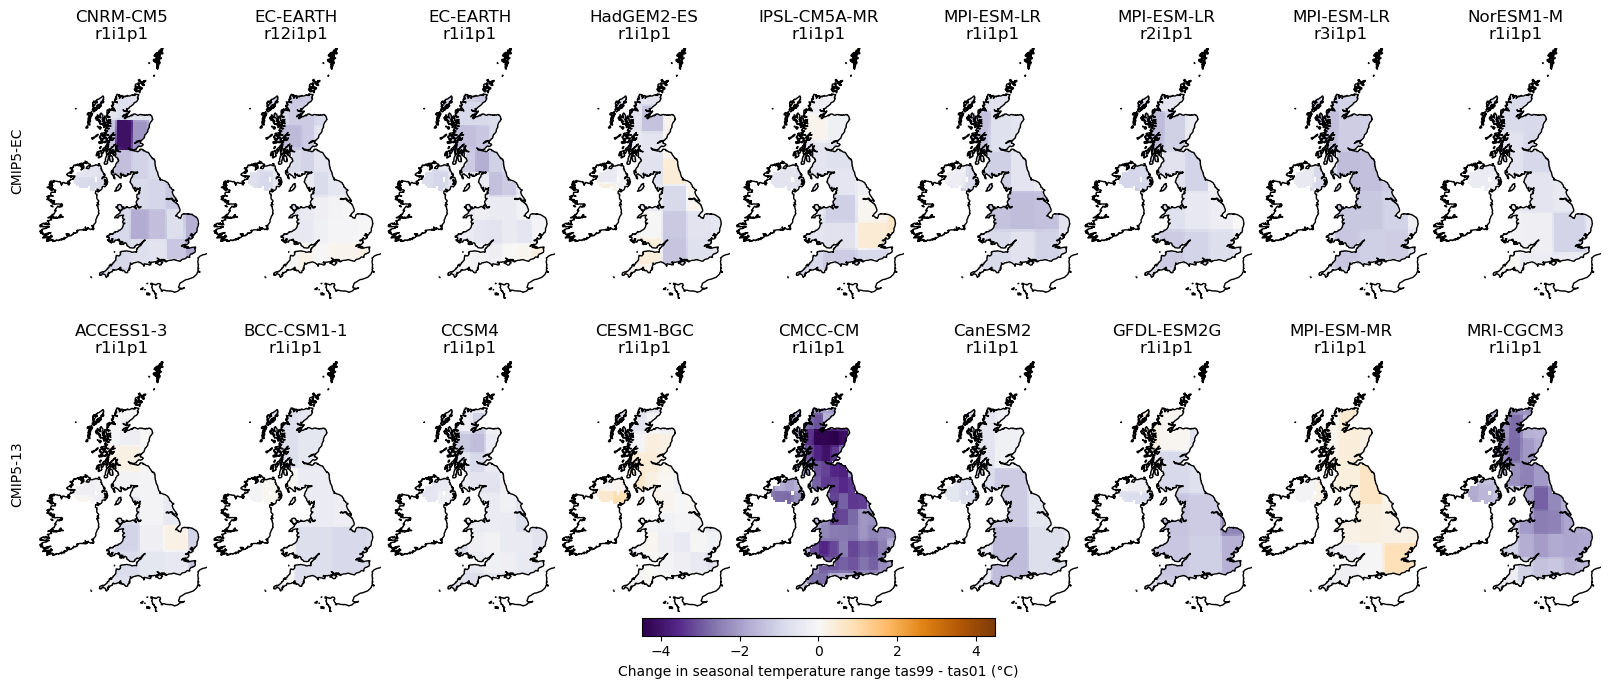 CNRM-CM5
r1i1p1
EC-EARTH
r12i1p1
EC-EARTH
r1i1p1
HadGEM2-ES
r1i1p1
IPSL-CM5A-MR
r1i1p1
MPI-ESM-LR
r1i1p1
MPI-ESM-LR
r2i1p1
MPI-ESM-LR
r3i1p1
NorESM1-M
r1i1p1
CMIP5-EC
ACCESS1-3
r1i1p1
BCC-CSM1-1
r1i1p1
CCSM4
r1i1p1
CESM1-BGC
r1i1p1
CMCC-CM
r1i1p1
CanESM2
r1i1p1
GFDL-ESM2G
r1i1p1
MPI-ESM-MR
r1i1p1
MRI-CGCM3
r1i1p1
CMIP5-13
−4 −2 0 2 4
Change in seasonal temperature range tas99 - tas01 (°C)